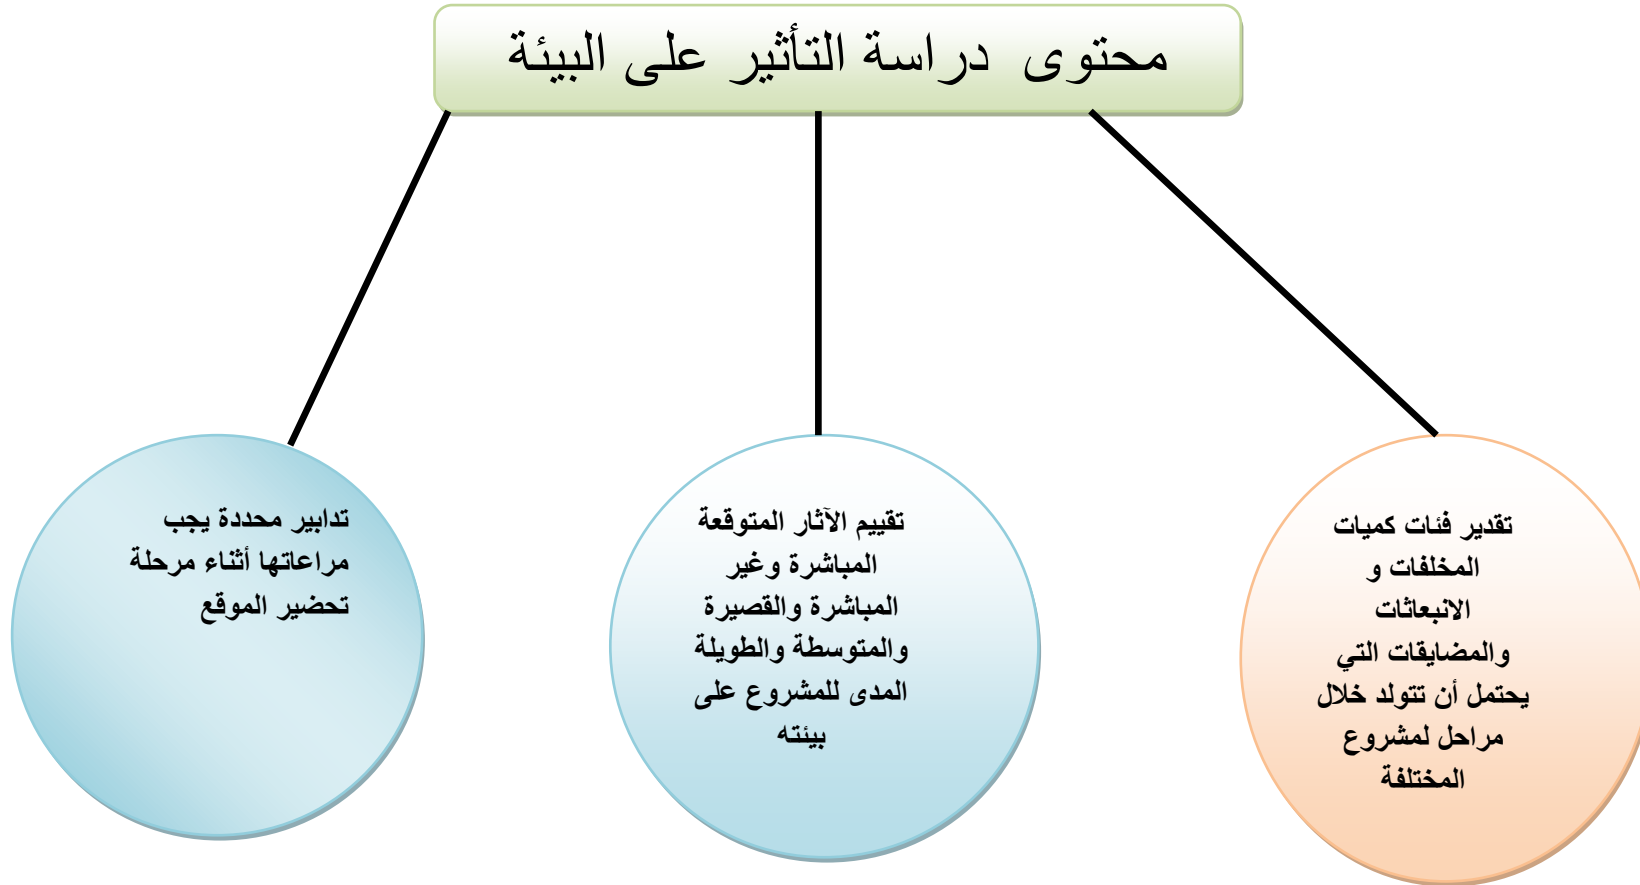 محتوى دراسة التأثير على البيئة
تقدير فئات كميات
المخلفات و
الانبعاثات
والمضايقات التي
يحتمل أن تتولد خلال
مراحل لمشروع
المختلفة
تقييم الآثار المتوقعة
المباشرة وغير
المباشرة والقصيرة
والمتوسطة والطويلة
المدى للمشروع على
بيئته
تدابير محددة يجب
مراعاتها أثناء مرحلة
تحضير الموقع